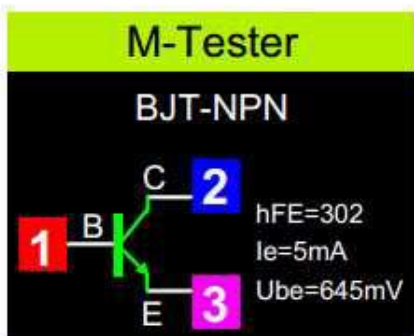 M-Tester
BJT-NPN
C 2
hFE=302
1 B
Ie=5mA
E 3
Ube=645mV